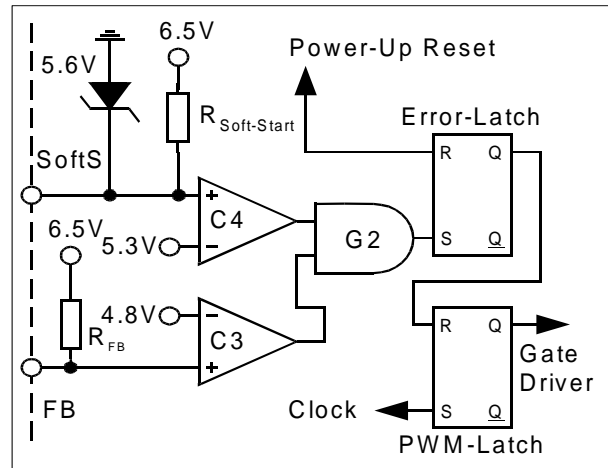 6.5V
5.6V
Power-Up Reset
R Soft-Start
Error-Latch
SoftS
R Q
C4
G2
6.5V
5.3V
S Q
4.8V
R FB
C3
R Q
Gate
Driver
FB
Clock
S Q
PWM-Latch